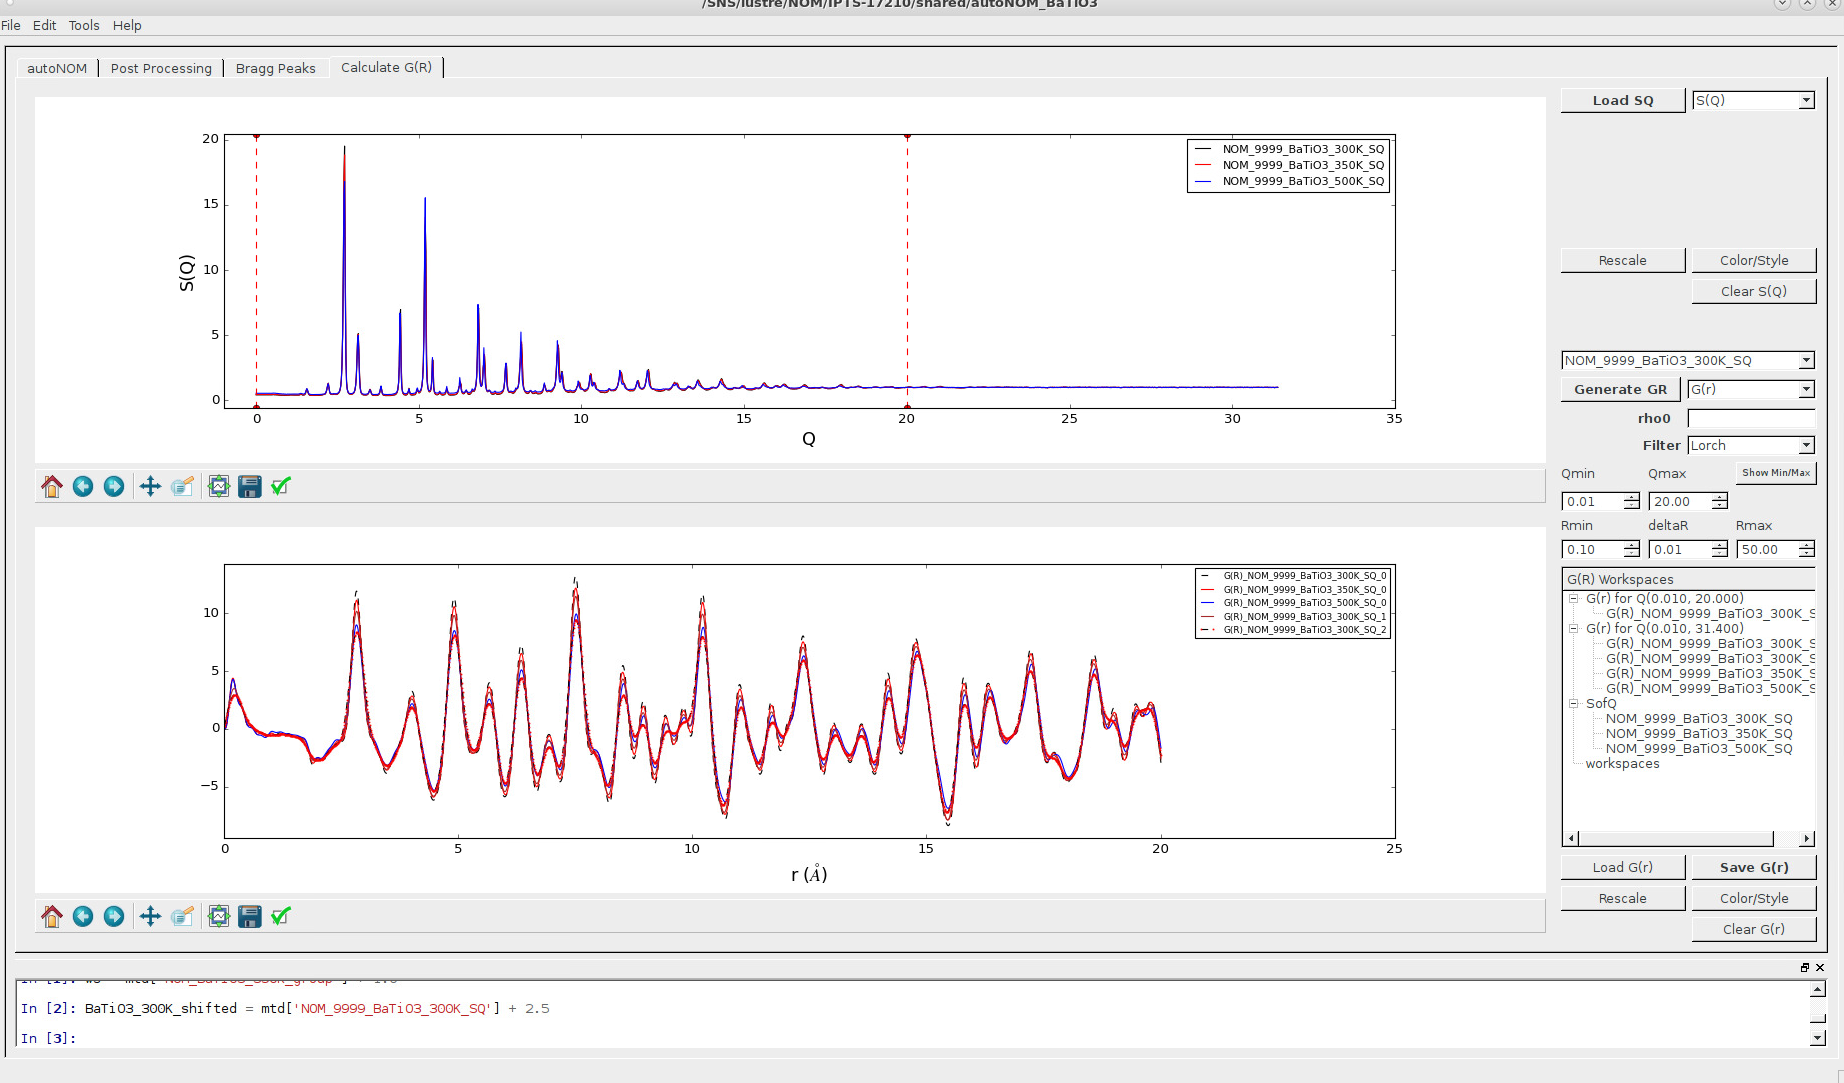 /SNS/lustre/NOM/IPTS-17210/shared/autoNOM_BaTiO3
File Edit Tools Help
autoNOM Post Processing Bragg Peaks Calculate G(R)
Load SQ S(Q)
20
15
10
5
0
S(Q)
NOM_9999_BaTiO3_300K_SQ
NOM_9999_BaTiO3_350K_SQ
NOM_9999_BaTiO3_500K_SQ
0 5 10 15 20 25 30 35
Q
Rescale Color/Style
Clear S(Q)
NOM_9999_BaTiO3_300K_SQ
Generate GR G(r)
rho0
Filter Lorch
Qmin Qmax Show Min/Max
0.01 20.00
Rmin deltaR Rmax
0.10 0.01 50.00
10
5
0
−5
G(R)_NOM_9999_BaTiO3_300K_SQ_0
G(R)_NOM_9999_BaTiO3_350K_SQ_0
G(R)_NOM_9999_BaTiO3_500K_SQ_0
G(R)_NOM_9999_BaTiO3_300K_SQ_1
G(R)_NOM_9999_BaTiO3_300K_SQ_2
0 5 10 15 20 25
r (Å)
G(R) Workspaces
G(r) for Q(0.010, 20.000)
G(R)_NOM_9999_BaTiO3_300K_S
G(r) for Q(0.010, 31.400)
G(R)_NOM_9999_BaTiO3_300K_S
G(R)_NOM_9999_BaTiO3_300K_S
G(R)_NOM_9999_BaTiO3_350K_S
G(R)_NOM_9999_BaTiO3_500K_S
SofQ
NOM_9999_BaTiO3_300K_SQ
NOM_9999_BaTiO3_350K_SQ
NOM_9999_BaTiO3_500K_SQ
workspaces
Load G(r) Save G(r)
Rescale Color/Style
Clear G(r)
In [2]: BaTiO3_300K_shifted = mtd['NOM_9999_BaTiO3_300K_SQ'] + 2.5
In [3]: